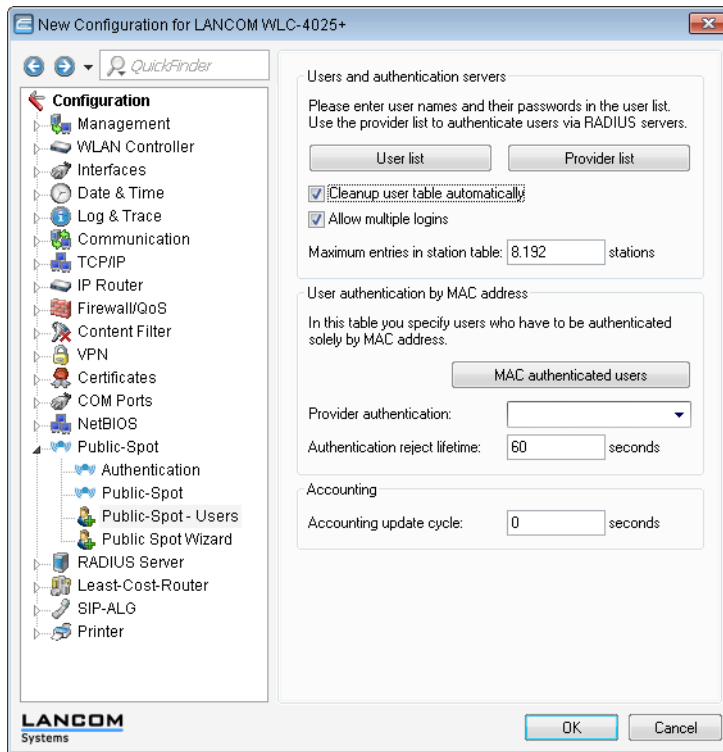 New Configuration for LANCOM WLC-4025+
QuickFinder
Configuration
Management
WLAN Controller
Interfaces
Date & Time
Log & Trace
Communication
TCP/IP
IP Router
Firewall/QoS
Content Filter
VPN
Certificates
COM Ports
NetBIOS
Public-Spot
Authentication
Public-Spot
Public-Spot - Users
Public Spot Wizard
RADIUS Server
Least-Cost-Router
SIP-ALG
Printer
Users and authentication servers
Please enter user names and their passwords in the user list.
Use the provider list to authenticate users via RADIUS servers.
User list Provider list
Cleanup user table automatically
Allow multiple logins
Maximum entries in station table: 8.192 stations
User authentication by MAC address
In this table you specify users who have to be authenticated
solely by MAC address.
MAC authenticated users
Provider authentication:
Authentication reject lifetime: 60 seconds
Accounting
Accounting update cycle: 0 seconds
LANCOM
Systems
OK Cancel